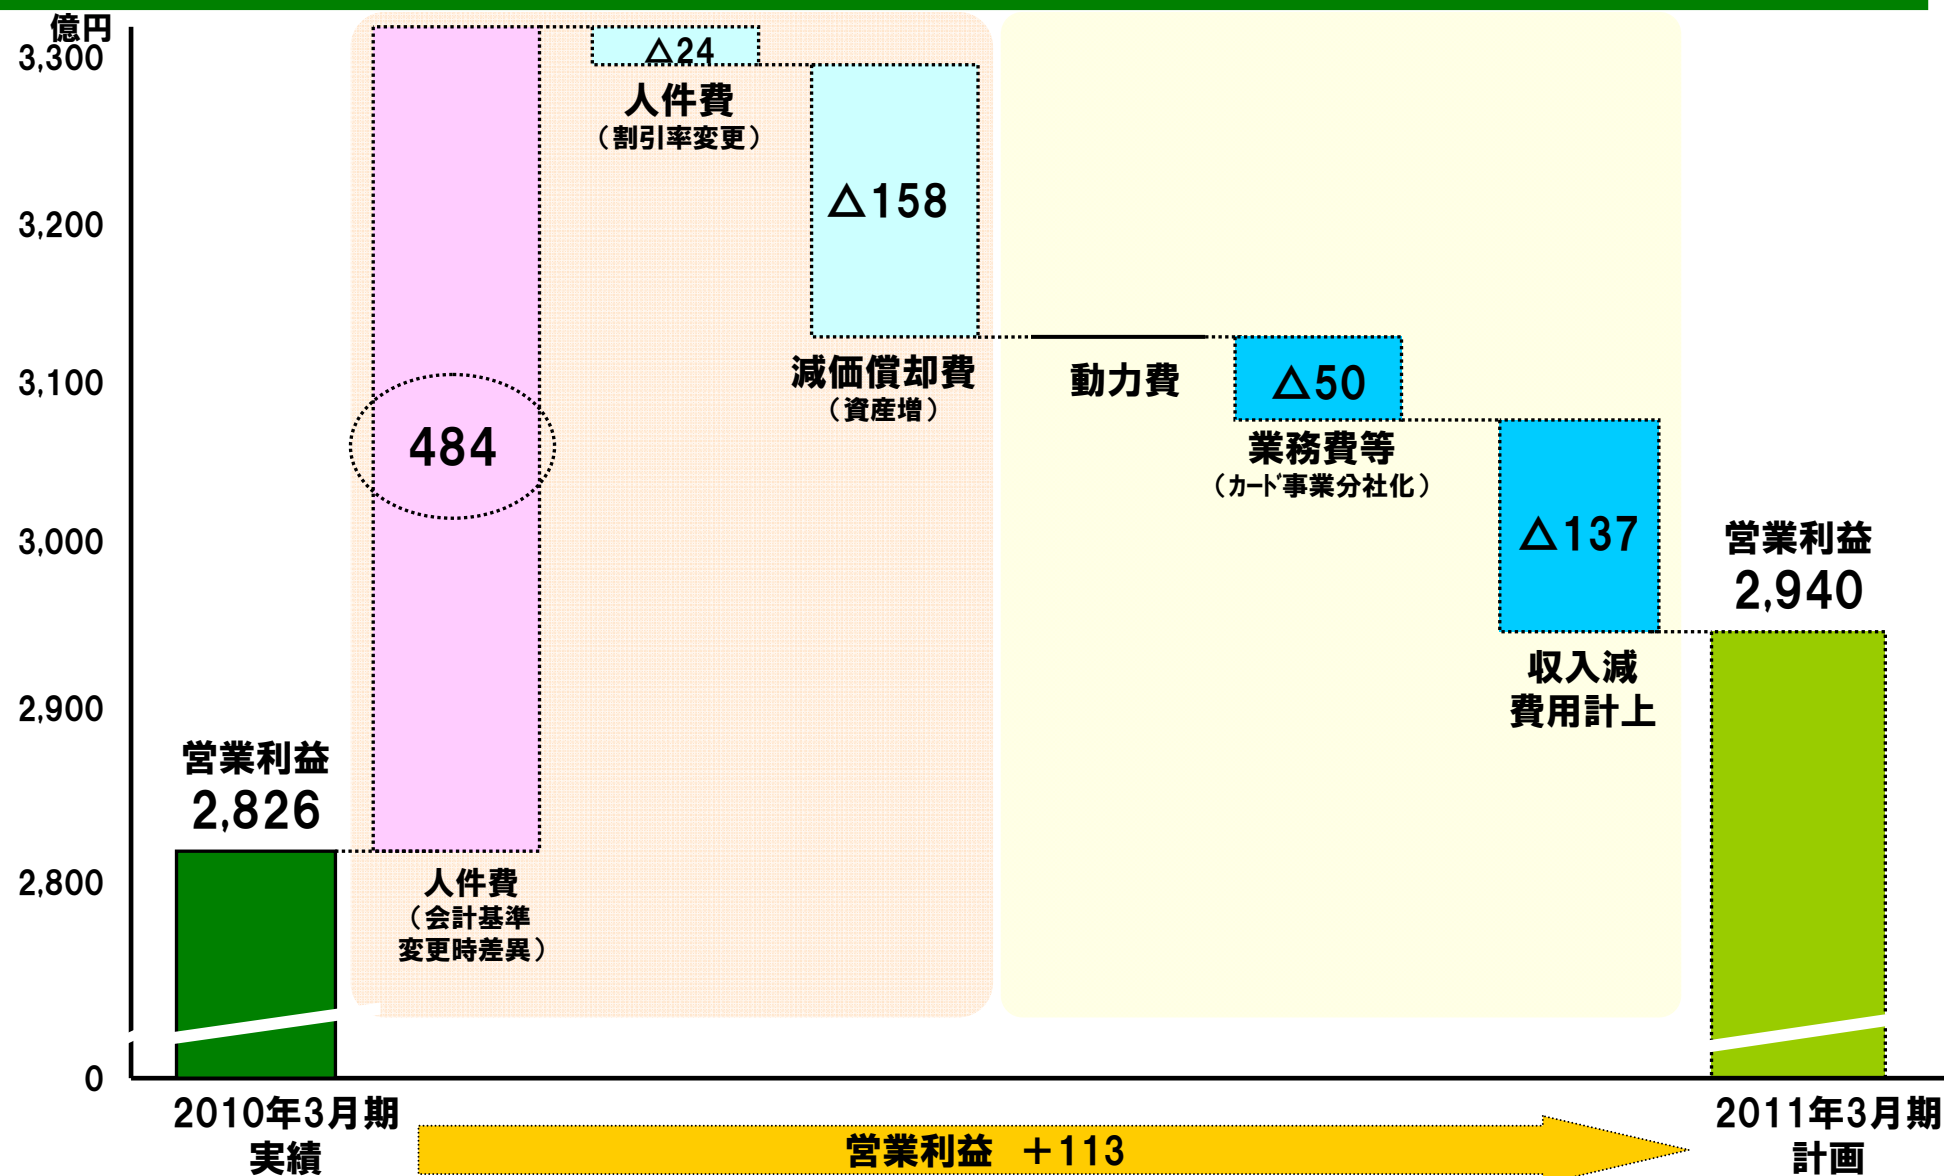 億円
3,300
3,200
3,100
3,000
2,900
2,800
0
営業利益
2,826
484
人件費
（会計基準
変更時差異）
△24
人件費
（割引率変更）
△158
減価償却費
（資産増）
動力費
△50
業務費等
（ｶｰﾄﾞ事業分社化）
△137
収入減
費用計上
営業利益
2,940
2010年3月期
実績
営業利益　＋113
2011年3月期
計画